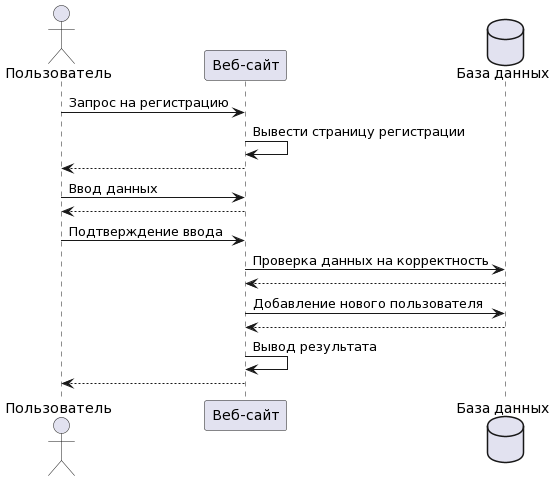 Пользователь
Веб-сайт
База данных
Запрос на регистрацию
Вывести страницу регистрации
Ввод данных
Подтверждение ввода
Проверка данных на корректность
Добавление нового пользователя
Вывод результата
Пользователь
Веб-сайт
База данных